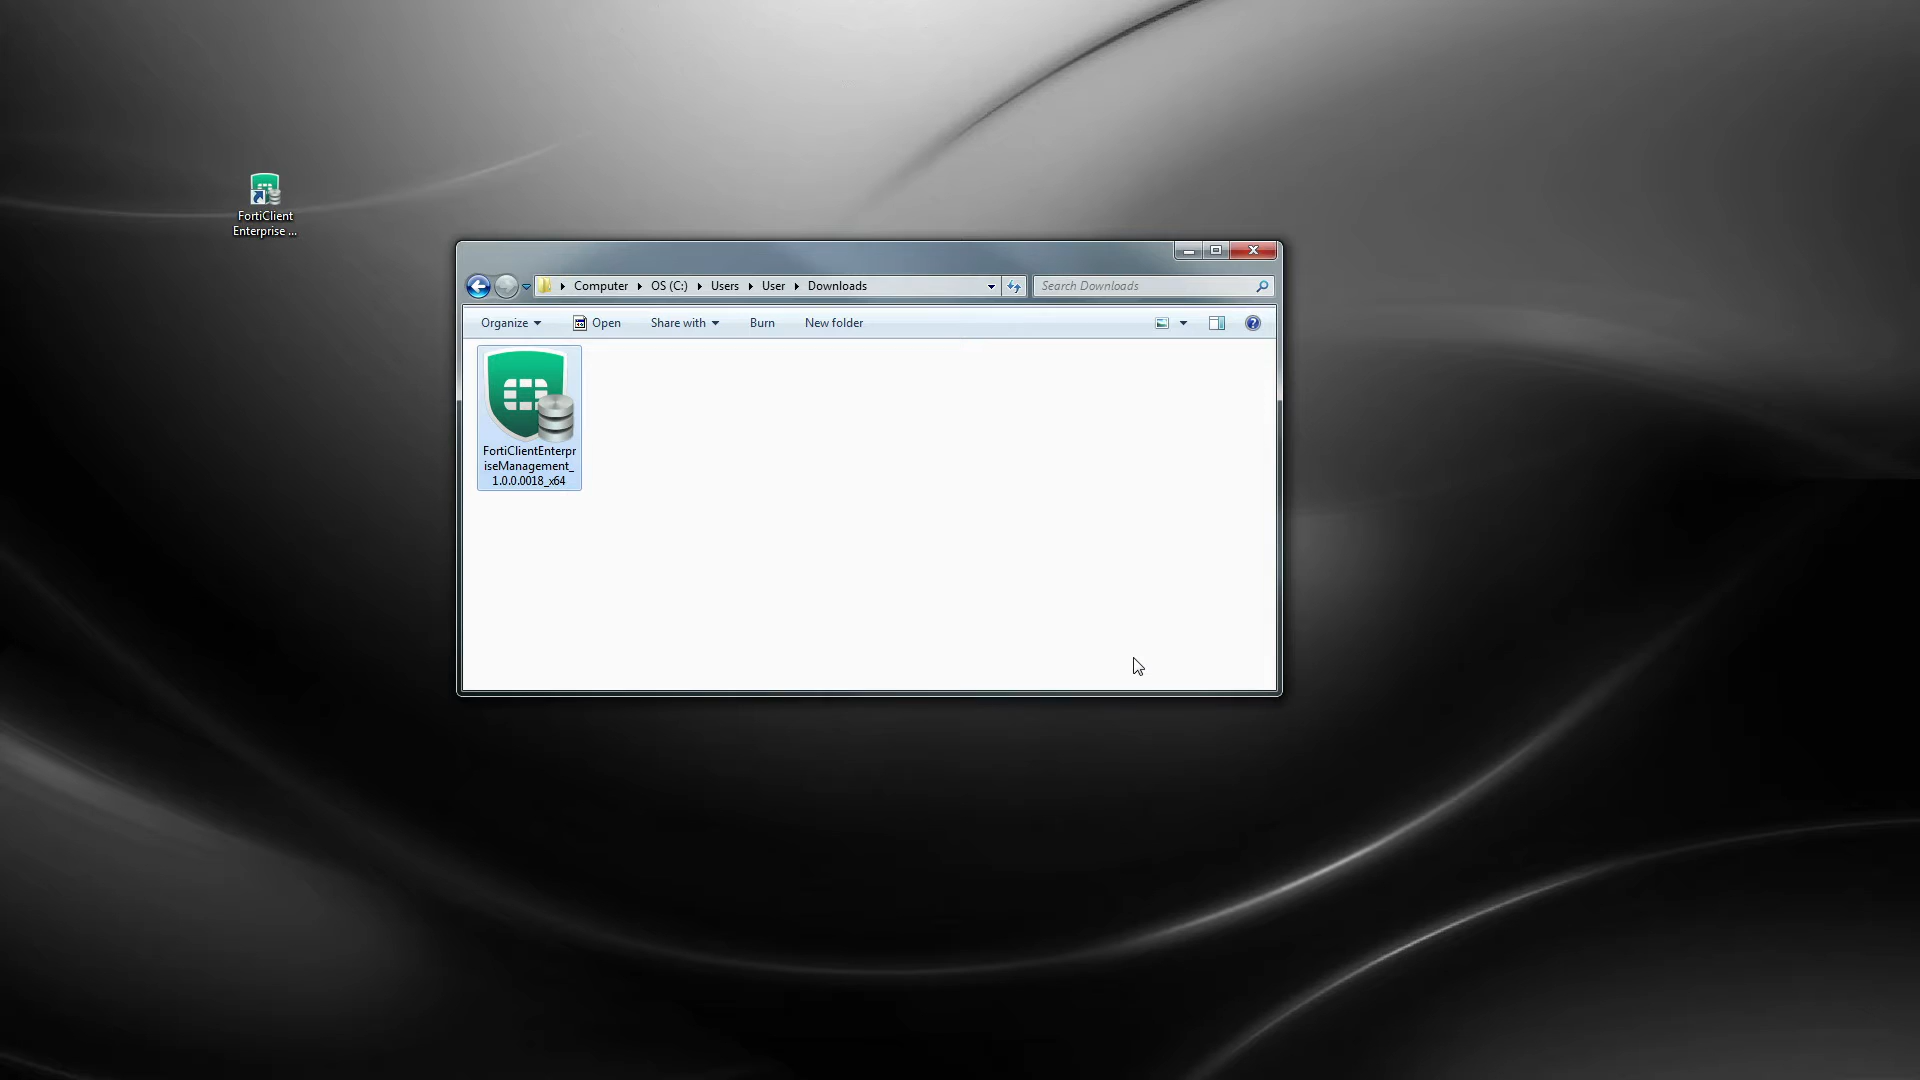 FortiClient
Enterprise ...
Computer OS (C:) Users User Downloads
Search Downloads
Organize Open Share with Burn New folder
FortiClientEnterpr
iseManagement_
1.0.0.0018_x64